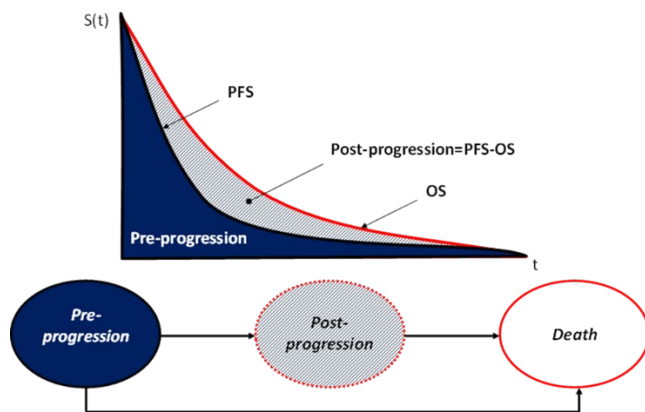 S(t)
PFS
Post-progression=PFS-OS
OS
Pre-progression
t
Pre-
progression
Post-
progression
Death